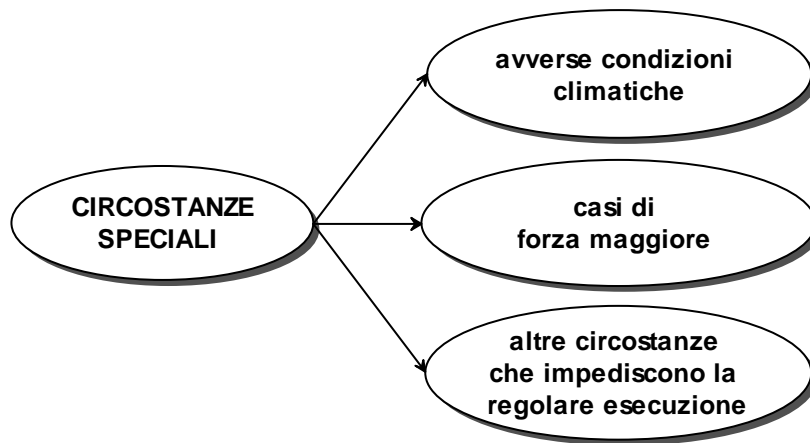 avverse condizioni
climatiche
CIRCOSTANZE
SPECIALI
casi di
forza maggiore
altre circostanze
che impediscono la
regolare esecuzione